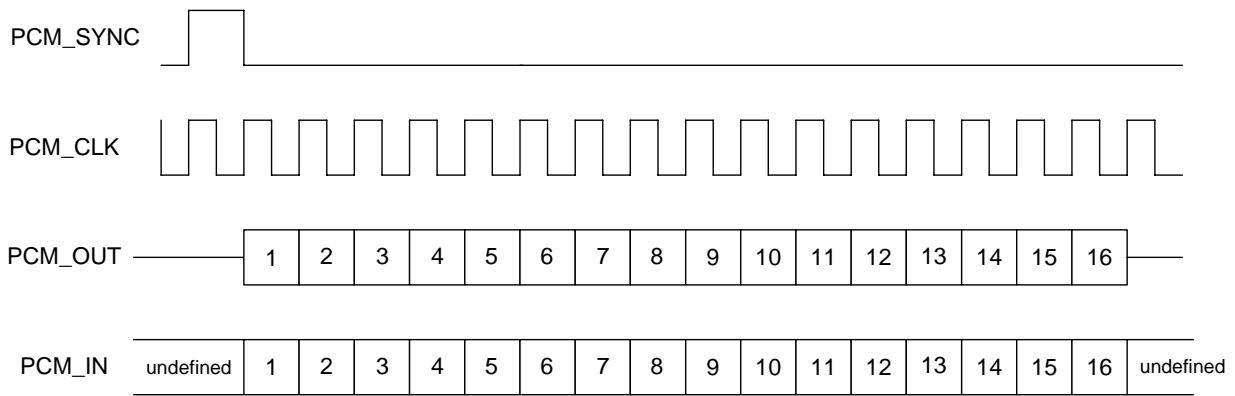 PCM_SYNC
PCM_CLK
PCM_OUT 1 2 3 4 5 6 7 8 9 10 11 12 13 14 15 16
PCM_IN undefined 1 2 3 4 5 6 7 8 9 10 11 12 13 14 15 16 undefined